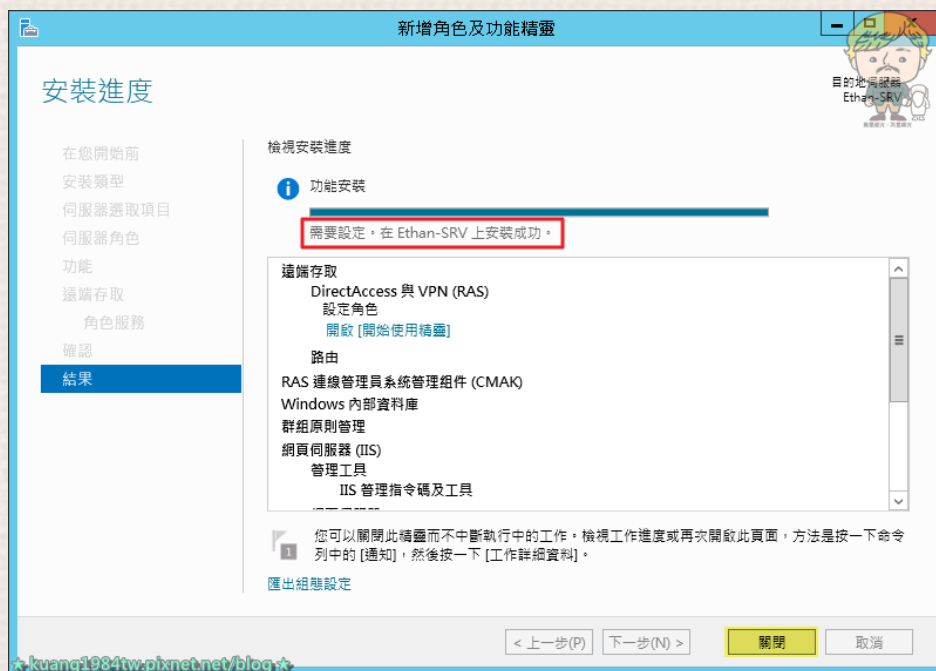 新增角色及功能精靈
安裝進度
目的地伺服器
Ethan-SRV
在您開始前
安裝類型
伺服器選取項目
伺服器角色
功能
遠端存取
角色服務
確認
結果
檢視安裝進度
功能安裝
需要設定。在 Ethan-SRV 上安裝成功。
遠端存取
DirectAccess 與 VPN (RAS)
設定角色
開啟 [開始使用精靈]
路由
RAS 連線管理員系統管理組件 (CMAK)
Windows 內部資料庫
群組原則管理
網頁伺服器 (IIS)
管理工具
IIS 管理指令碼及工具
1
您可以關閉此精靈而不中斷執行中的工作。檢視工作進度或再次開啟此頁面，方法是按一下命令
列中的 [通知]，然後按一下 [工作詳細資料]。
匯出組態設定
< 上一步(P)
下一步(N) >
關閉
取消
★ kuang1984tw.pixnet.net/blog ★